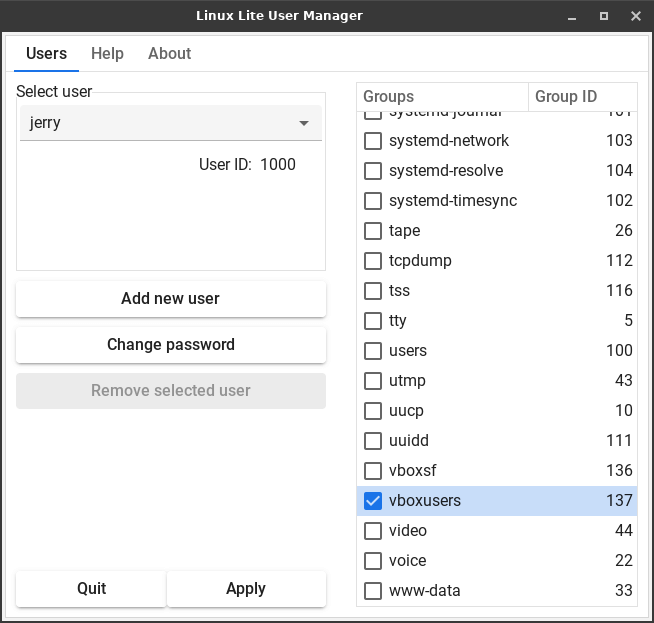 Linux Lite User Manager
Users Help About
Select user
jerry
User ID: 1000
Add new user
Change password
Remove selected user
Quit Apply
Groups Group ID
systemd-journal 101
systemd-network 103
systemd-resolve 104
systemd-timesync 102
tape 26
tcpdump 112
tss 116
tty 5
users 100
utmp 43
uucp 10
uuidd 111
vboxsf 136
vboxusers 137
video 44
voice 22
www-data 33